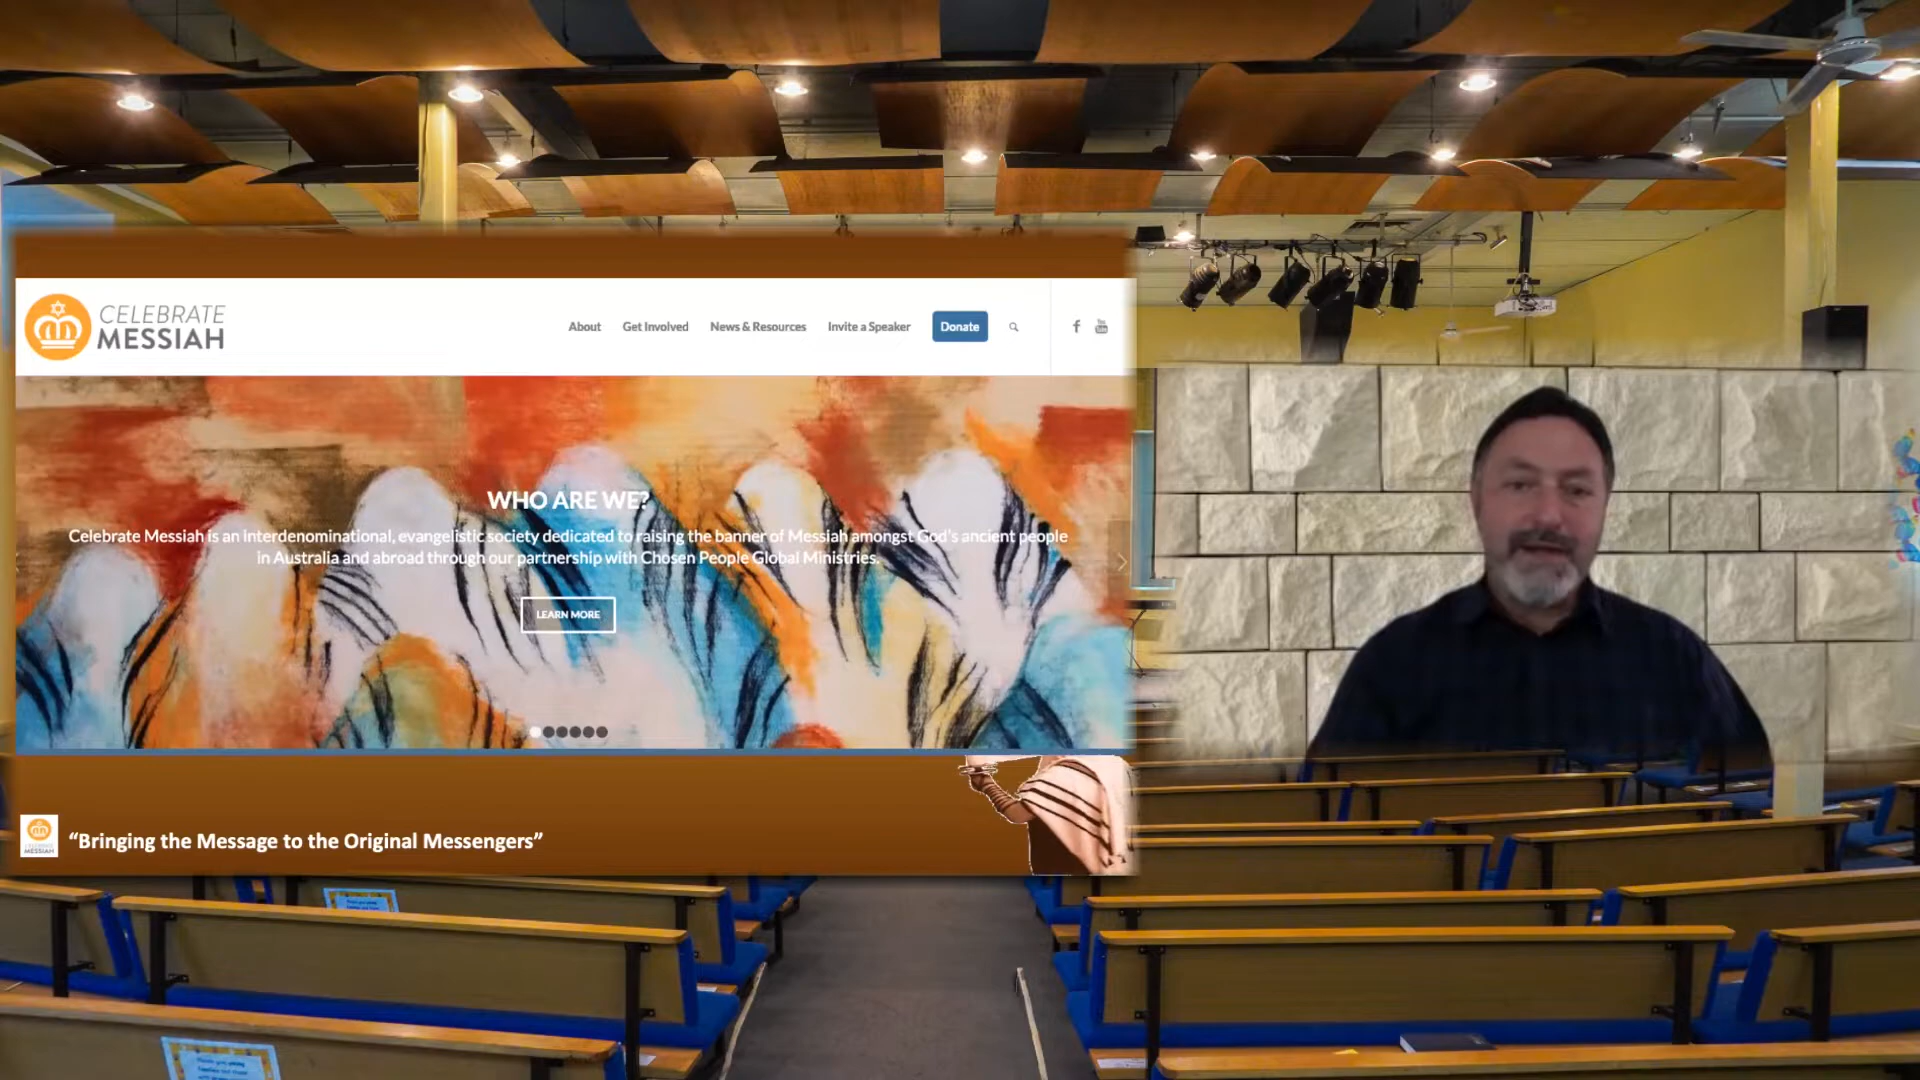 CELEBRATE
MESSIAH
About Get Involved News & Resources Invite a Speaker Donate
WHO ARE WE?
Celebrate Messiah is an interdenominational, evangelistic society dedicated to raising the banner of Messiah amongst God's ancient people
in Australia and abroad through our partnership with Chosen People Global Ministries.
LEARN MORE
CELEBRATE
MESSIAH
“Bringing the Message to the Original Messengers”